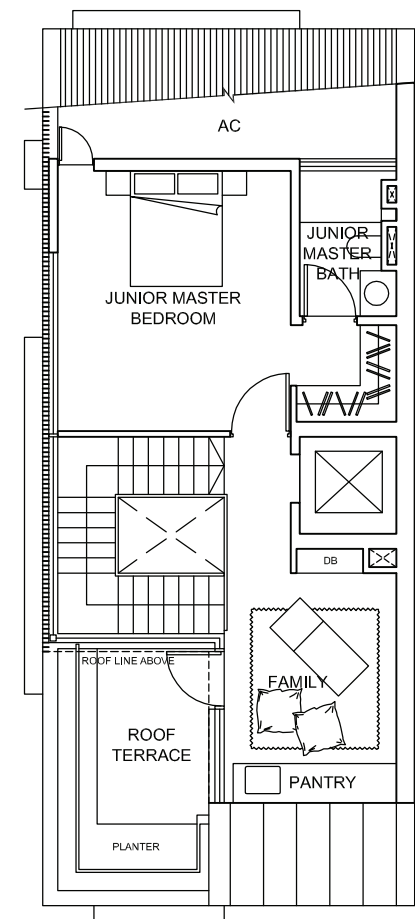 AC
JUNIOR
MASTER
BATH
JUNIOR MASTER
BEDROOM
DB
ROOF LINE ABOVE
FAMILY
ROOF
TERRACE
PANTRY
PLANTER